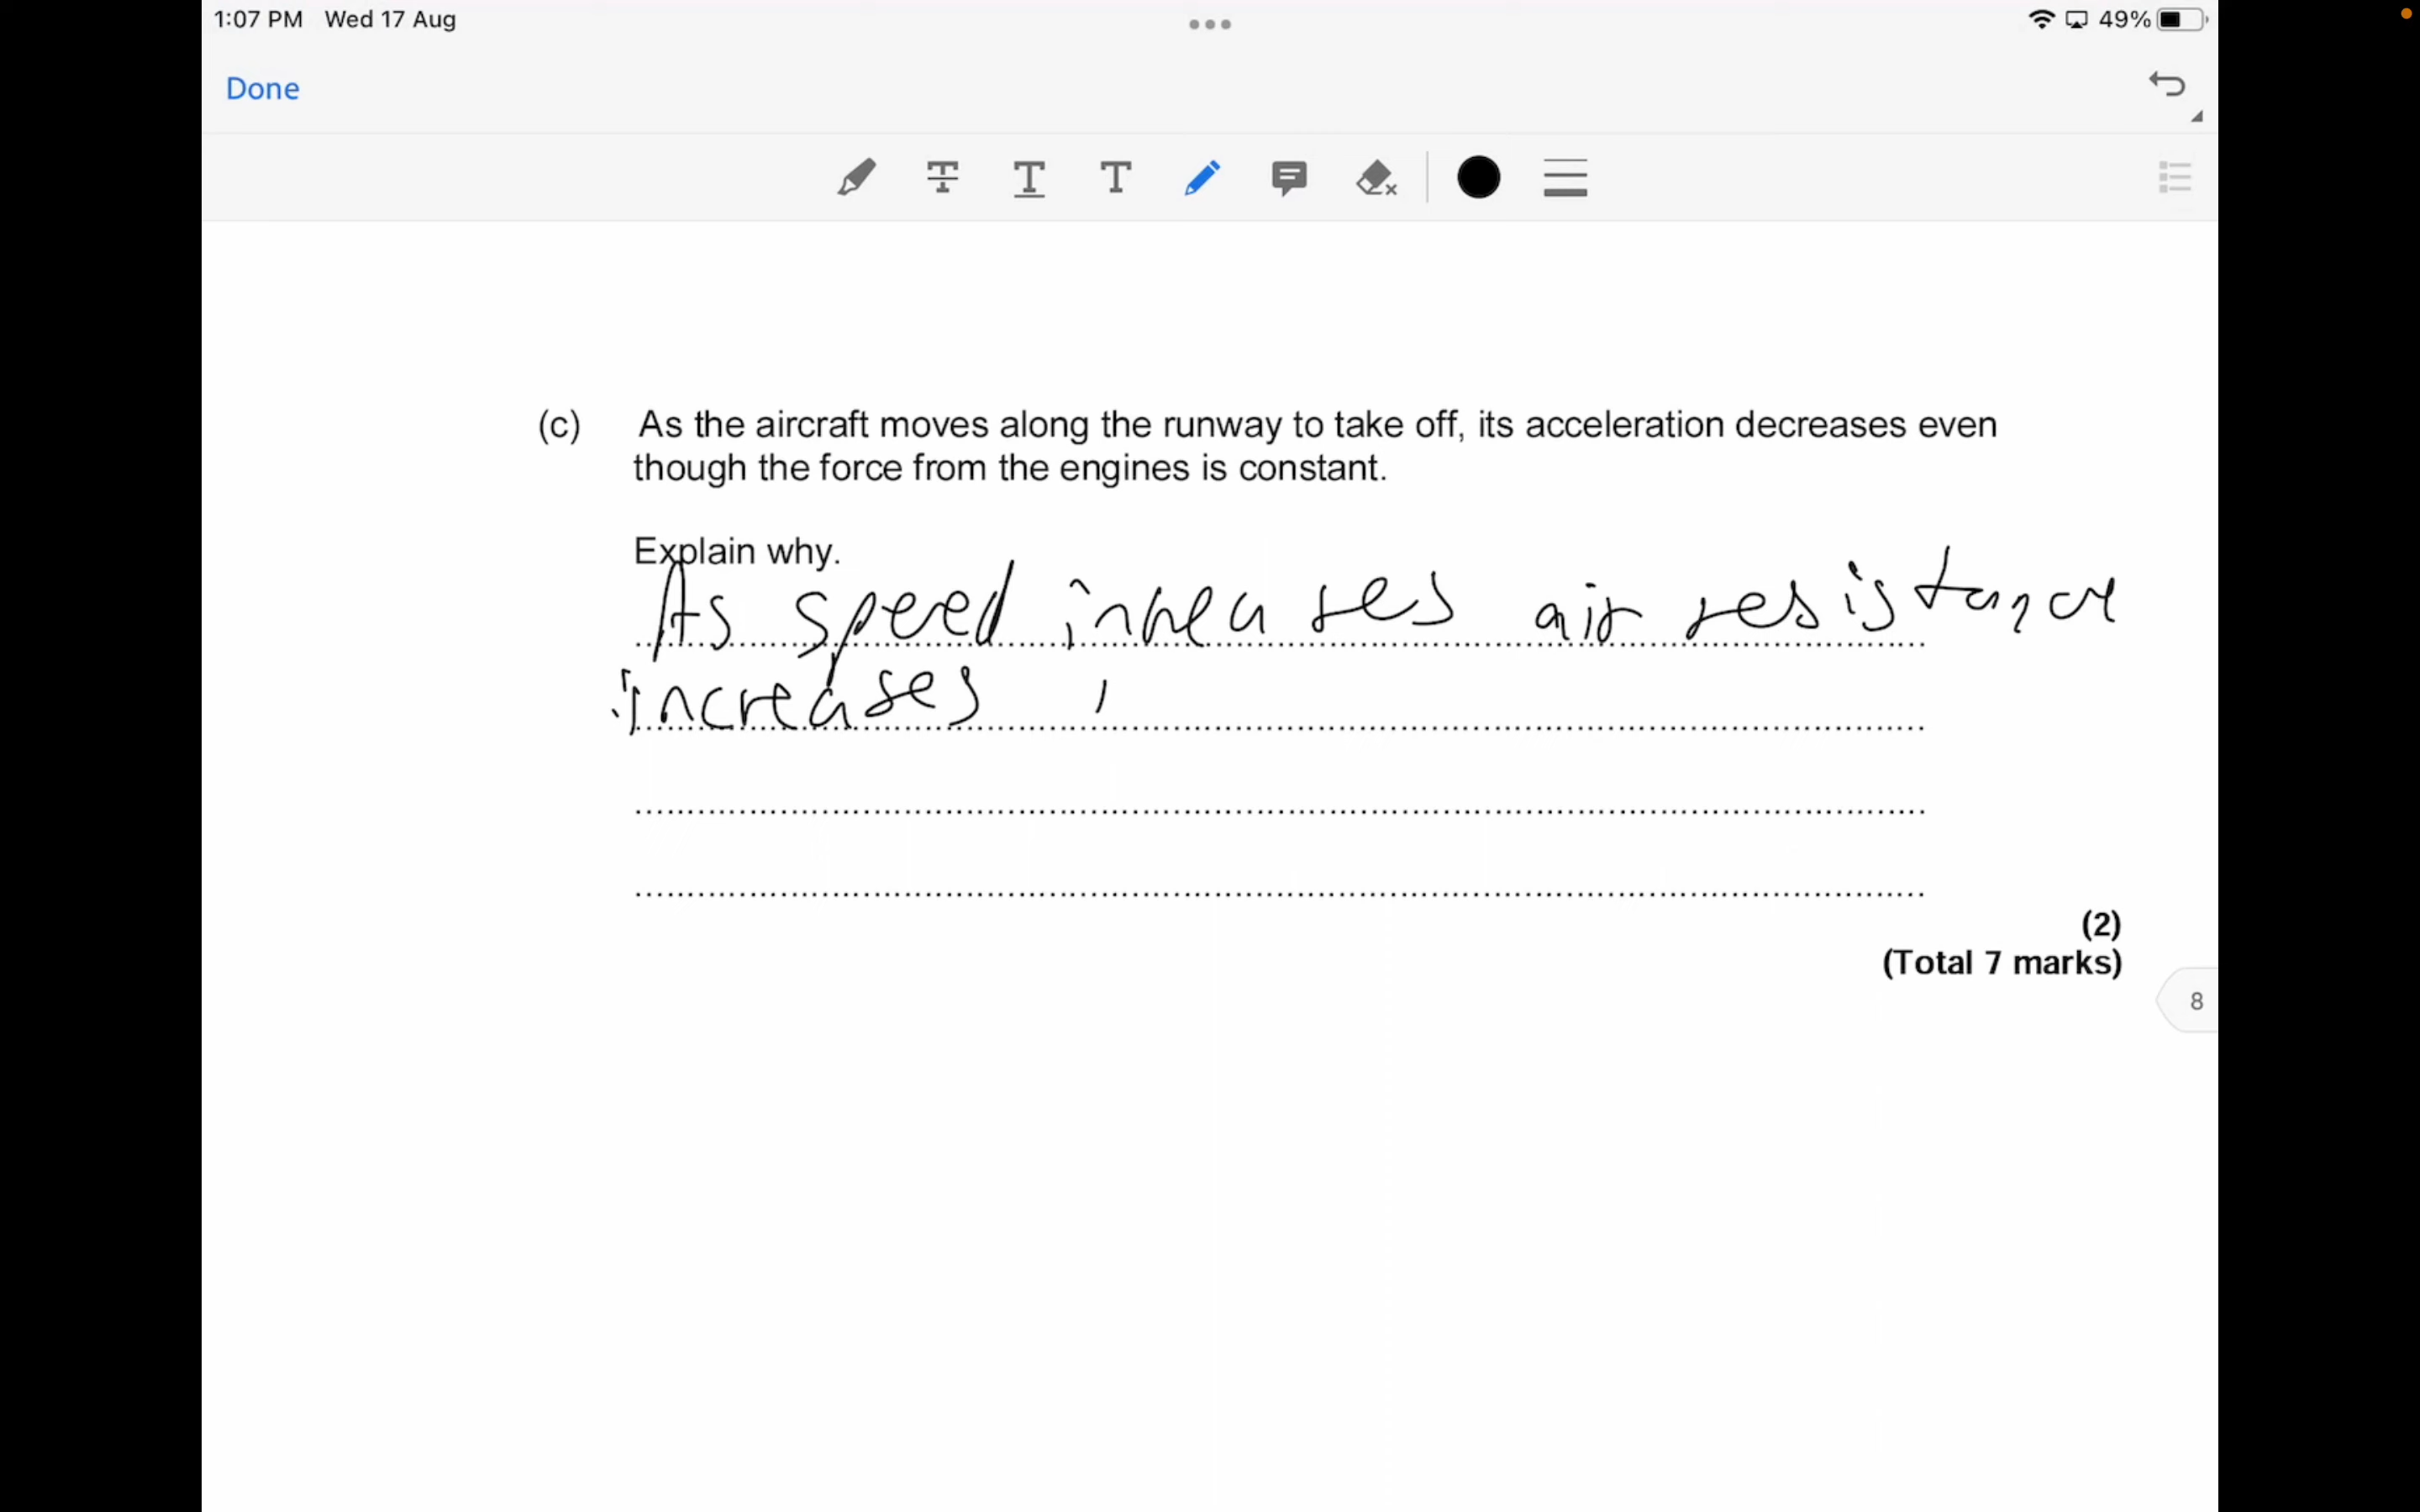 1:07 PM Wed 17 Aug
49%
Done
T T T
(c) As the aircraft moves along the runway to take off, its acceleration decreases even
though the force from the engines is constant.
Explain why.
As speed increases air resistance
increases ,
(2)
(Total 7 marks)
8